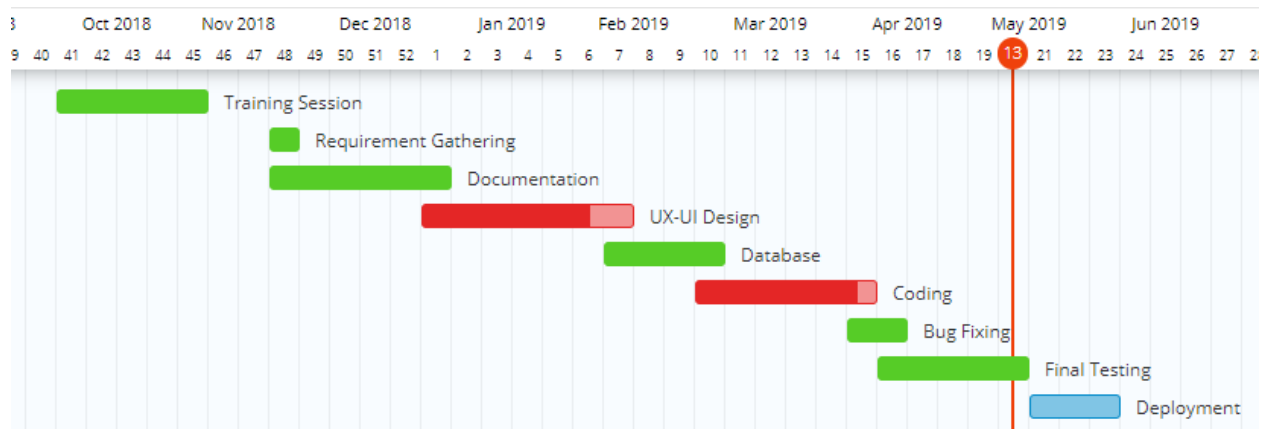 8 Oct 2018 Nov 2018 Dec 2018 Jan 2019 Feb 2019 Mar 2019 Apr 2019 May 2019 Jun 2019
9 40 41 42 43 44 45 46 47 48 49 50 51 52 1 2 3 4 5 6 7 8 9 10 11 12 13 14 15 16 17 18 19 13 21 22 23 24 25 26 27
Training Session
Requirement Gathering
Documentation
UX-UI Design
Database
Coding
Bug Fixing
Final Testing
Deployment